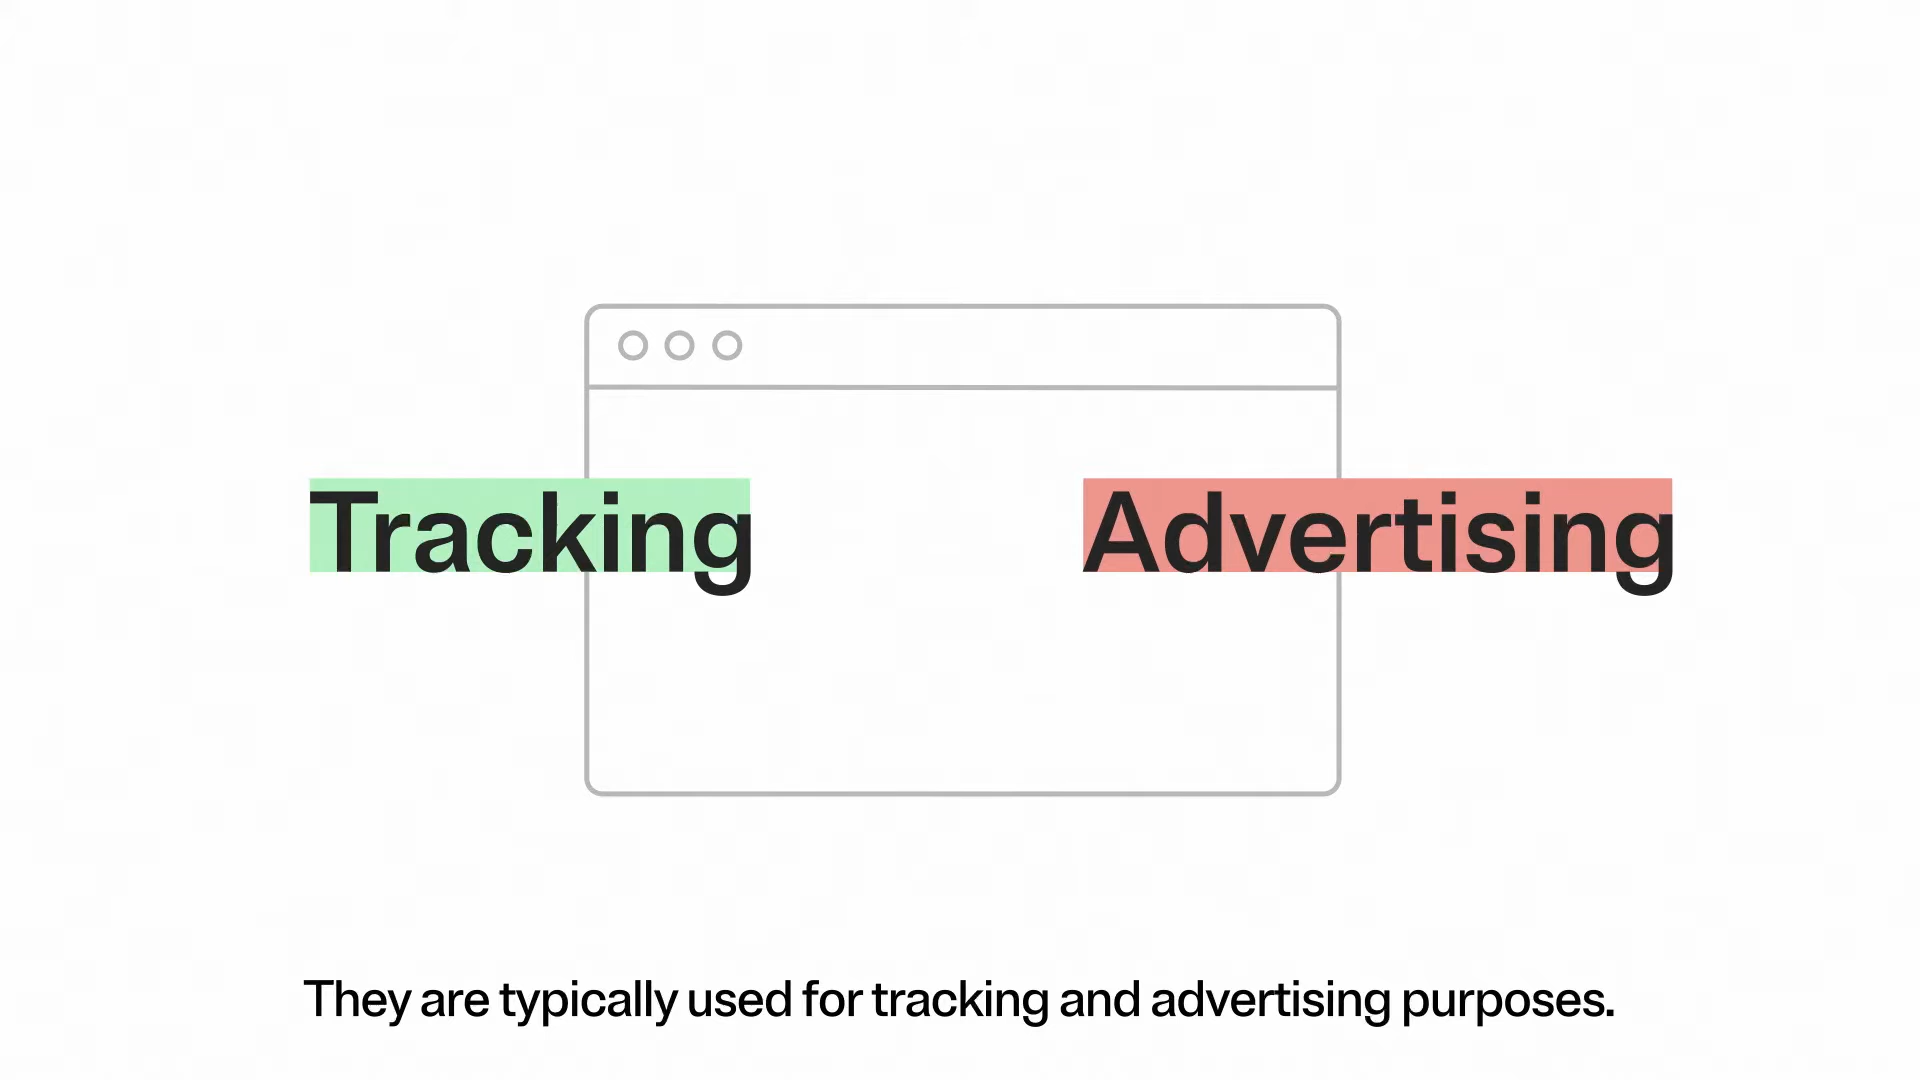 Tracking
Advertising
They are typically used for tracking and advertising purposes.